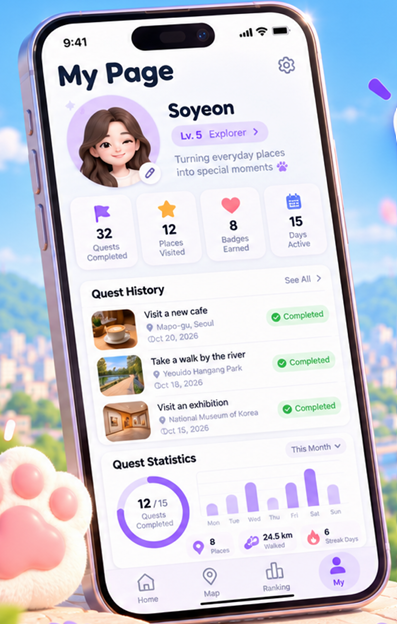 9:41
My Page
Soyeon
Lv. 5 Explorer
Turning everyday places
into special moments
32
Quests
Completed
12
Places
Visited
8
Badges
Earned
15
Days
Active
Quest History
See All
Visit a new cafe
Mapo-gu, Seoul
Oct 20, 2026
Completed
Take a walk by the river
Yeouido Hangang Park
Oct 18, 2026
Completed
Visit an exhibition
National Museum of Korea
Oct 15, 2026
Completed
Quest Statistics
This Month
12 / 15
Quests
Completed
Mon Tue Wed Thu Fri Sat Sun
8
Places
24.5 km
Walked
6
Streak Days
Home
Map
Ranking
My